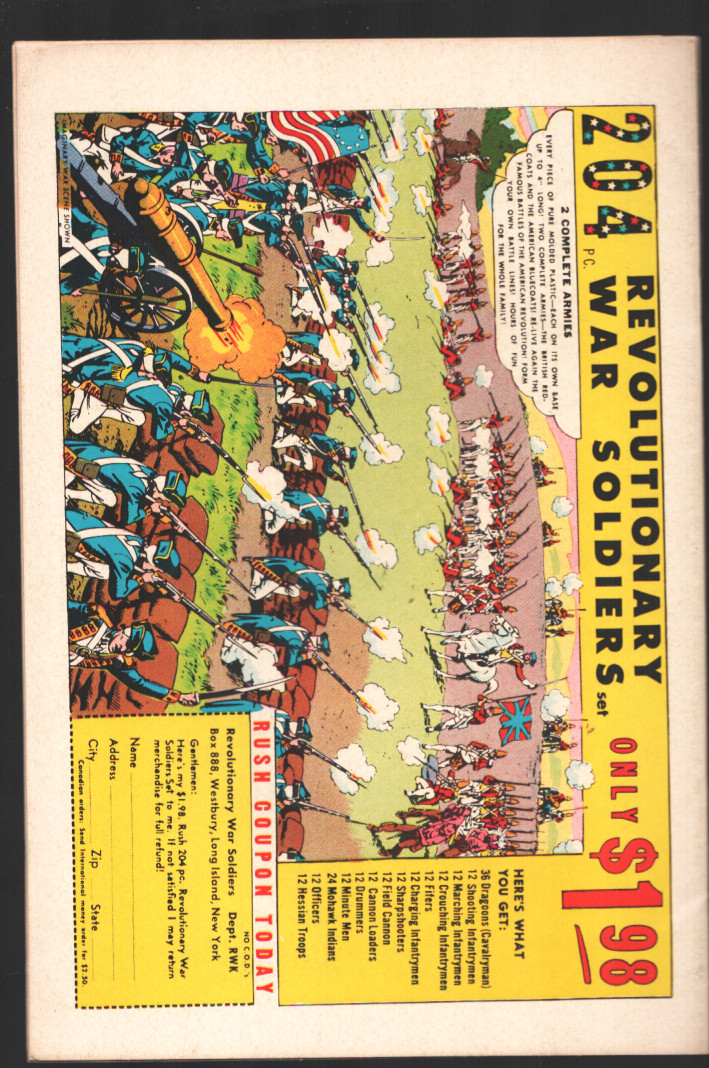 204 PC. REVOLUTIONARY
WAR SOLDIERS set
ONLY $1.98
2 COMPLETE ARMIES
EVERY PIECE OF PURE MOLDED PLASTIC—EACH ON ITS OWN BASE
UP TO 4" LONG! TWO COMPLETE ARMIES—THE BRITISH RED-
COATS AND THE AMERICAN BLUECOATS! RE-LIVE AGAIN THE
FAMOUS BATTLES OF THE AMERICAN REVOLUTION! FORM
YOUR OWN BATTLE LINES! HOURS OF FUN
FOR THE WHOLE FAMILY!
IMAGINARY WAR SCENE SHOWN
HERE'S WHAT
YOU GET:
36 Dragoons (Cavalryman)
12 Shooting Infantrymen
12 Marching Infantrymen
12 Crouching Infantrymen
12 Fifers
12 Charging Infantrymen
12 Sharpshooters
12 Field Cannon
12 Cannon Loaders
12 Drummers
12 Minute Men
24 Mohawk Indians
12 Officers
12 Hessian Troops
RUSH COUPON TODAY
NO C.O.D.'s
Revolutionary War Soldiers Dept. RWK
Box 888, Westbury, Long Island, New York
Gentlemen:
Here's my $1.98. Rush 204 pc. Revolutionary War
Soldiers Set to me. If not satisfied I may return
merchandise for full refund!
Name
Address
City Zip State
Canadian orders: Send International money order for $2.50.